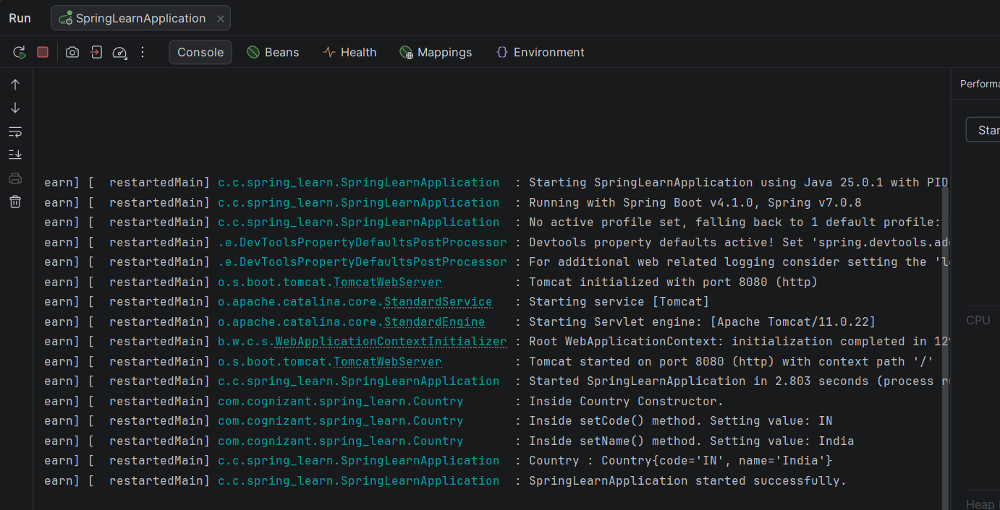 Run SpringLearnApplication
Console Beans Health Mappings Environment
Performa
Star
earn] [  restartedMain] c.c.spring_learn.SpringLearnApplication  : Starting SpringLearnApplication using Java 25.0.1 with PID
earn] [  restartedMain] c.c.spring_learn.SpringLearnApplication  : Running with Spring Boot v4.1.0, Spring v7.0.8
earn] [  restartedMain] c.c.spring_learn.SpringLearnApplication  : No active profile set, falling back to 1 default profile:
earn] [  restartedMain] .e.DevToolsPropertyDefaultsPostProcessor : Devtools property defaults active! Set 'spring.devtools.ad
earn] [  restartedMain] .e.DevToolsPropertyDefaultsPostProcessor : For additional web related logging consider setting the 'l
earn] [  restartedMain] o.s.boot.tomcat.TomcatWebServer          : Tomcat initialized with port 8080 (http)
earn] [  restartedMain] o.apache.catalina.core.StandardService   : Starting service [Tomcat]
earn] [  restartedMain] o.apache.catalina.core.StandardEngine    : Starting Servlet engine: [Apache Tomcat/11.0.22]
earn] [  restartedMain] b.w.c.s.WebApplicationContextInitializer : Root WebApplicationContext: initialization completed in 12
earn] [  restartedMain] o.s.boot.tomcat.TomcatWebServer          : Tomcat started on port 8080 (http) with context path '/'
earn] [  restartedMain] c.c.spring_learn.SpringLearnApplication  : Started SpringLearnApplication in 2.803 seconds (process r
earn] [  restartedMain] com.cognizant.spring_learn.Country       : Inside Country Constructor.
earn] [  restartedMain] com.cognizant.spring_learn.Country       : Inside setCode() method. Setting value: IN
earn] [  restartedMain] com.cognizant.spring_learn.Country       : Inside setName() method. Setting value: India
earn] [  restartedMain] c.c.spring_learn.SpringLearnApplication  : Country : Country{code='IN', name='India'}
earn] [  restartedMain] c.c.spring_learn.SpringLearnApplication  : SpringLearnApplication started successfully.
CPU
Heap